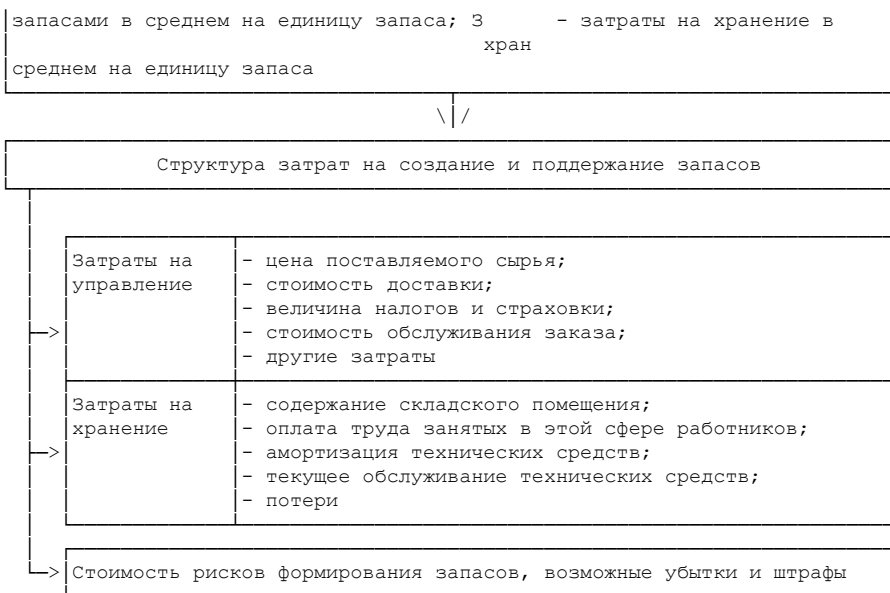 запасами в среднем на единицу запаса; З - затраты на хранение в
хран
среднем на единицу запаса
\ /
Структура затрат на создание и поддержание запасов
Затраты на - цена поставляемого сырья;
управление - стоимость доставки;
- величина налогов и страховки;
-> - стоимость обслуживания заказа;
- другие затраты
Затраты на - содержание складского помещения;
хранение - оплата труда занятых в этой сфере работников;
-> - амортизация технических средств;
- текущее обслуживание технических средств;
- потери
-> Стоимость рисков формирования запасов, возможные убытки и штрафы